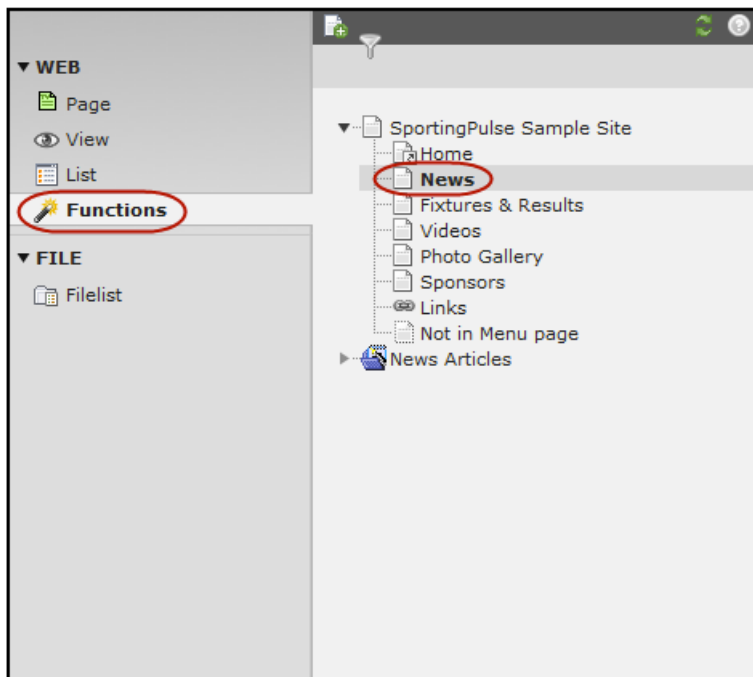 WEB
Page
View
List
Functions
FILE
Filelist
SportingPulse Sample Site
Home
News
Fixtures & Results
Videos
Photo Gallery
Sponsors
Links
Not in Menu page
News Articles